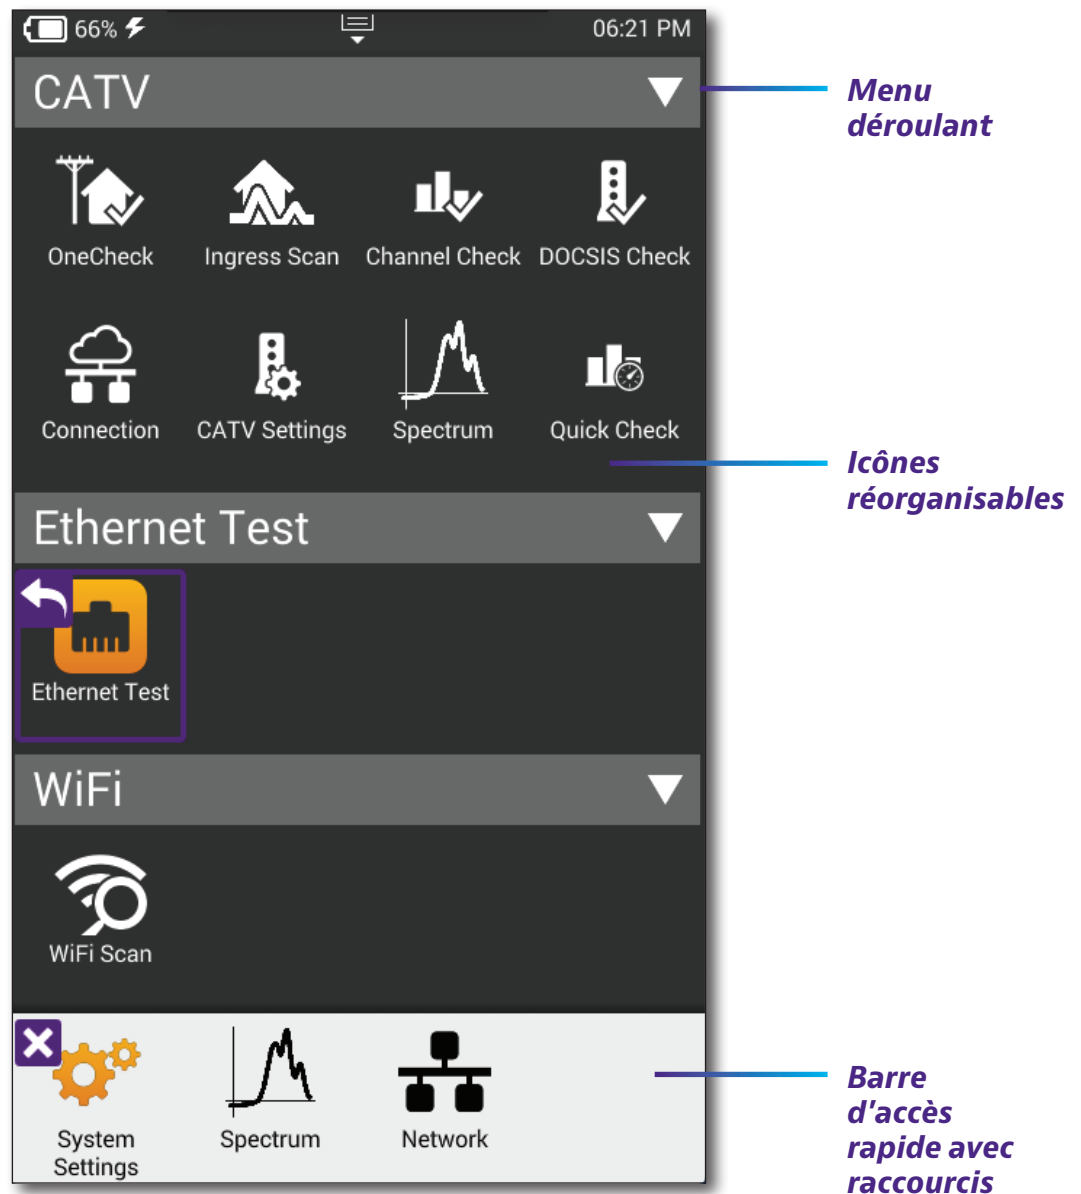 66% 06:21 PM
CATV
Menu
déroulant
OneCheck Ingress Scan Channel Check DOCSIS Check
Connection CATV Settings Spectrum Quick Check
Icônes
réorganisables
Ethernet Test
Ethernet Test
WiFi
WiFi Scan
System
Settings
Spectrum
Network
Barre
d'accès
rapide avec
raccourcis